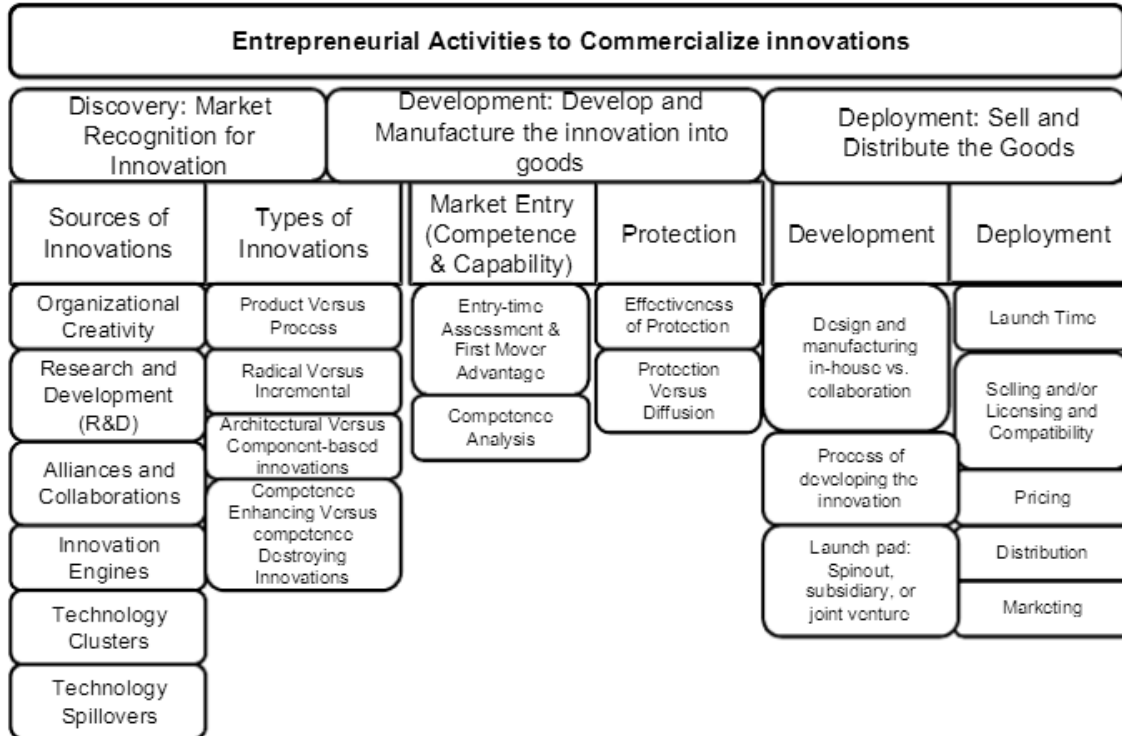 Entrepreneurial Activities to Commercialize innovations
Discovery: Market
Recognition for
Innovation
Development: Develop and
Manufacture the innovation into
goods
Deployment: Sell and
Distribute the Goods
Sources of
Innovations
Types of
Innovations
Market Entry
(Competence
& Capability)
Protection
Development
Deployment
Organizational
Creativity
Research and
Development
(R&D)
Alliances and
Collaborations
Innovation
Engines
Technology
Clusters
Technology
Spillovers
Product Versus
Process
Radical Versus
Incremental
Architectural Versus
Component-based
innovations
Competence
Enhancing Versus
competence
Destroying
Innovations
Entry-time
Assessment &
First Mover
Advantage
Competence
Analysis
Effectiveness
of Protection
Protection
Versus
Diffusion
Design and
manufacturing
in-house vs.
collaboration
Process of
developing the
innovation
Launch pad:
Spinout,
subsidiary, or
joint venture
Launch Time
Selling and/or
Licensing and
Compatibility
Pricing
Distribution
Marketing